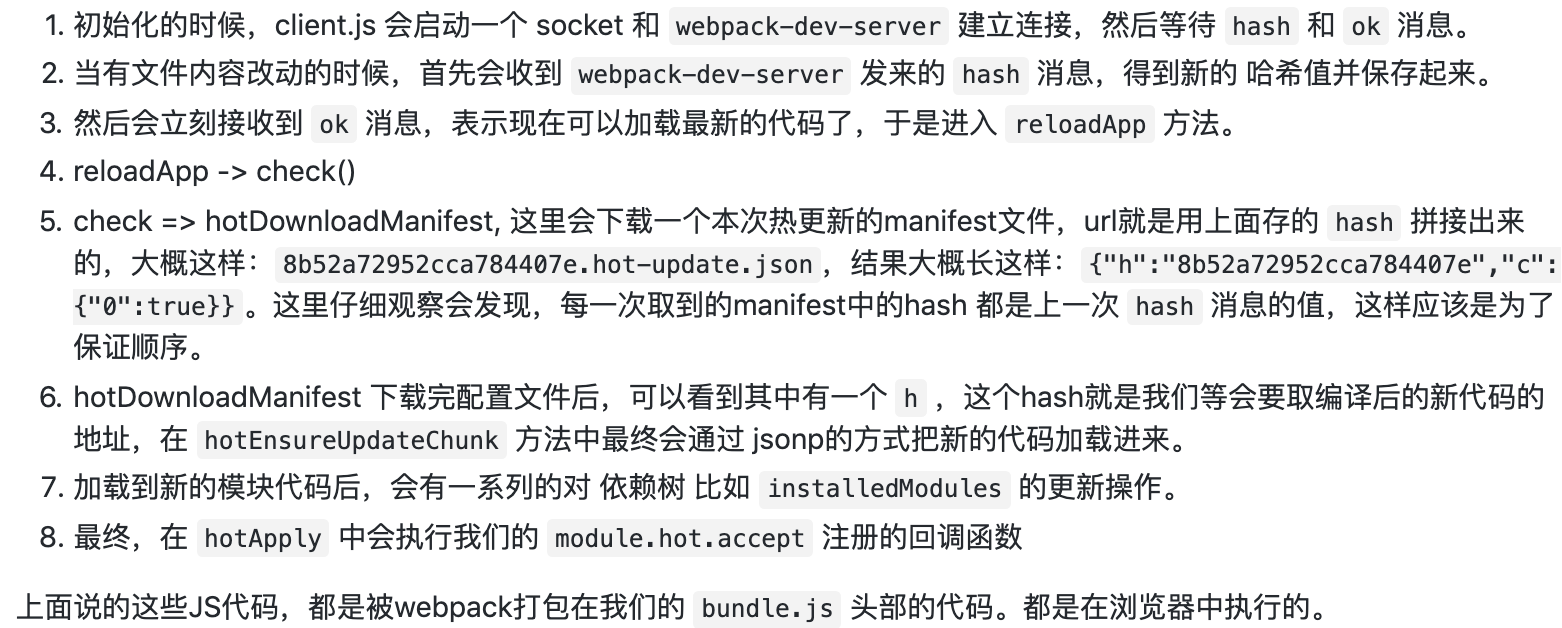 1. 初始化的时候，client.js 会启动一个 socket 和 webpack-dev-server 建立连接，然后等待 hash 和 ok 消息。
2. 当有文件内容改动的时候，首先会收到 webpack-dev-server 发来的 hash 消息，得到新的 哈希值并保存起来。
3. 然后会立刻接收到 ok 消息，表示现在可以加载最新的代码了，于是进入 reloadApp 方法。
4. reloadApp -> check()
5. check => hotDownloadManifest, 这里会下载一个本次热更新的manifest文件，url就是用上面存的 hash 拼接出来
的，大概这样： 8b52a72952cca784407e.hot-update.json，结果大概长这样： {"h":"8b52a72952cca784407e","c":
{"0":true}} 。这里仔细观察会发现，每一次取到的manifest中的hash 都是上一次 hash 消息的值，这样应该是为了
保证顺序。
6. hotDownloadManifest 下载完配置文件后，可以看到其中有一个 h ，这个hash就是我们等会要取编译后的新代码的
地址，在 hotEnsureUpdateChunk 方法中最终会通过 jsonp的方式把新的代码加载进来。
7. 加载到新的模块代码后，会有一系列的对 依赖树 比如 installedModules 的更新操作。
8. 最终，在 hotApply 中会执行我们的 module.hot.accept 注册的回调函数
上面说的这些JS代码，都是被webpack打包在我们的 bundle.js 头部的代码。都是在浏览器中执行的。